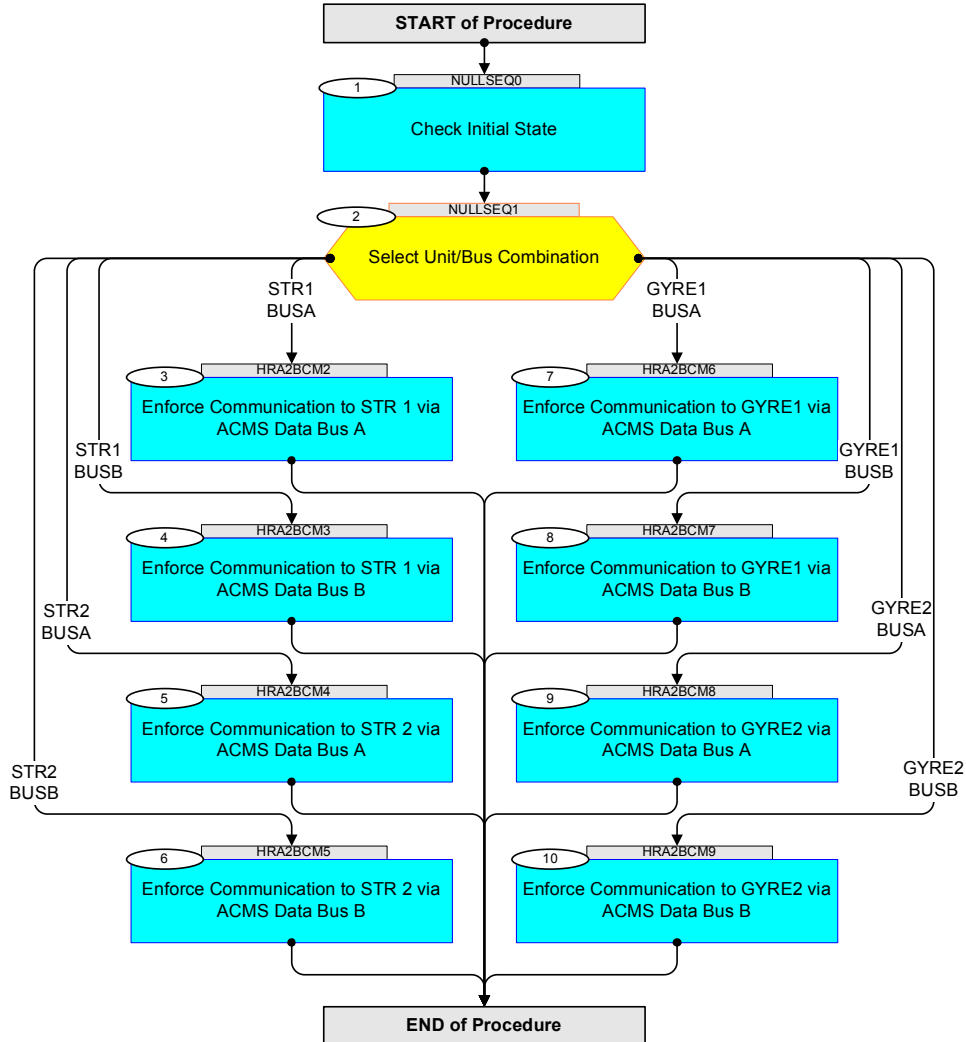 START of Procedure
NULLSEQ0
1
Check Initial State
NULLSEQ1
2
Select Unit/Bus Combination
STR1
BUSA
GYRE1
BUSA
HRA2BCM2
3
Enforce Communication to STR 1 via
ACMS Data Bus A
HRA2BCM6
7
Enforce Communication to GYRE1 via
ACMS Data Bus A
STR1
BUSB
GYRE1
BUSB
HRA2BCM3
4
Enforce Communication to STR 1 via
ACMS Data Bus B
HRA2BCM7
8
Enforce Communication to GYRE1 via
ACMS Data Bus B
STR2
BUSA
GYRE2
BUSA
HRA2BCM4
5
Enforce Communication to STR 2 via
ACMS Data Bus A
HRA2BCM8
9
Enforce Communication to GYRE2 via
ACMS Data Bus A
STR2
BUSB
GYRE2
BUSB
HRA2BCM5
6
Enforce Communication to STR 2 via
ACMS Data Bus B
HRA2BCM9
10
Enforce Communication to GYRE2 via
ACMS Data Bus B
END of Procedure